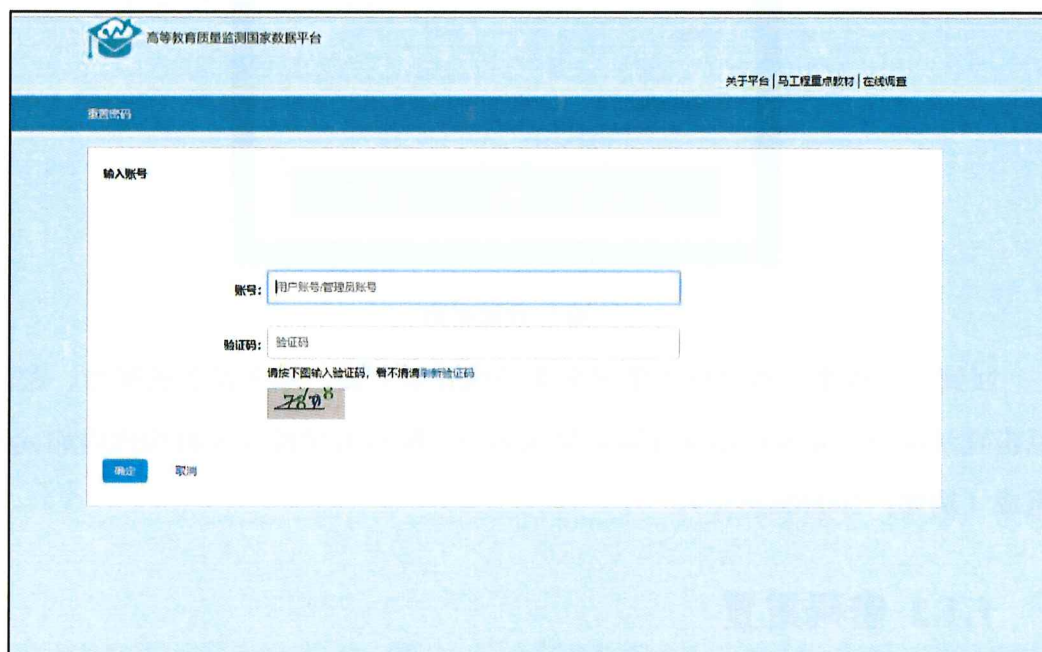 高等教育质量监测国家数据平台
关于平台 | 马工程重点教材 | 在线调查
重置密码
输入账号
账号： 用户账号/管理员账号
验证码： 验证码
请按下图输入验证码，看不清请刷新验证码
确定 取消